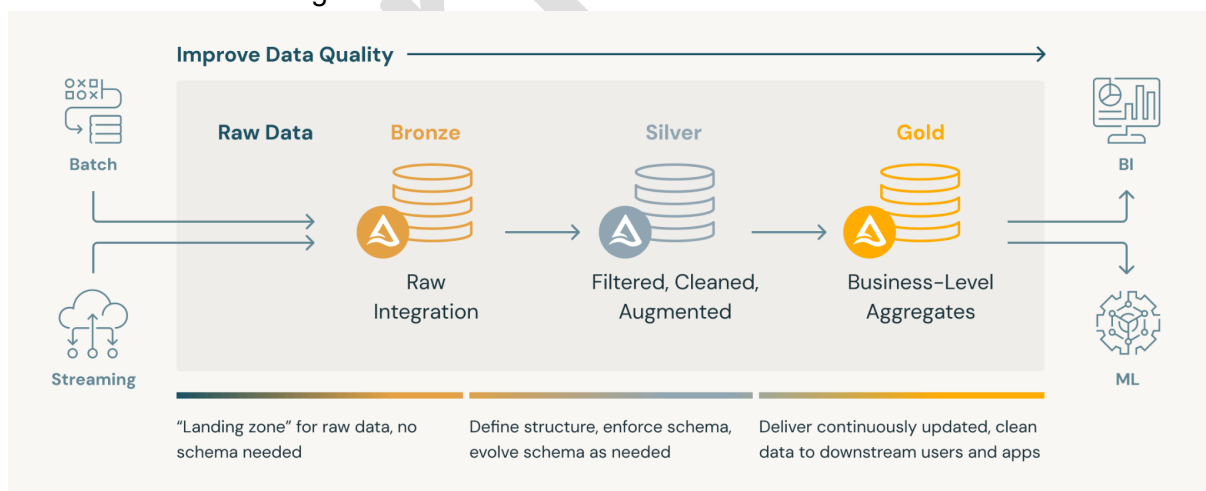 Improve Data Quality
Batch
Streaming
Raw Data
Bronze
Silver
Gold
Raw
Integration
Filtered, Cleaned,
Augmented
Business-Level
Aggregates
BI
ML
“Landing zone” for raw data, no
schema needed
Define structure, enforce schema,
evolve schema as needed
Deliver continuously updated, clean
data to downstream users and apps